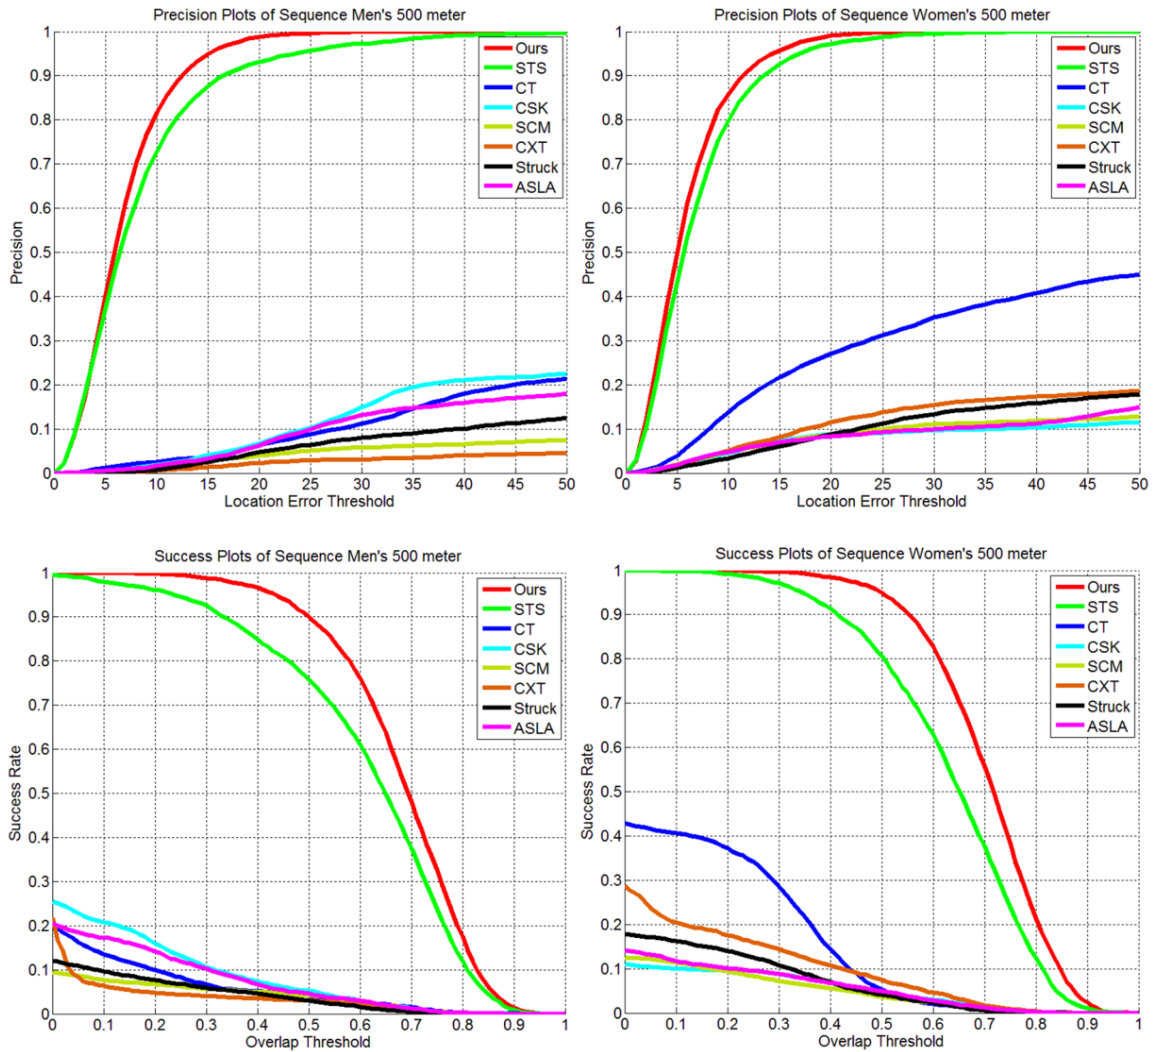 Precision Plots of Sequence Men's 500 meter
1
0.9
0.8
0.7
0.6
0.5
0.4
0.3
0.2
0.1
0
Precision
Ours
STS
CT
CSK
SCM
CXT
Struck
ASLA
0 5 10 15 20 25 30 35 40 45 50
Location Error Threshold
Precision Plots of Sequence Women's 500 meter
1
0.9
0.8
0.7
0.6
0.5
0.4
0.3
0.2
0.1
0
Precision
Ours
STS
CT
CSK
SCM
CXT
Struck
ASLA
0 5 10 15 20 25 30 35 40 45 50
Location Error Threshold
Success Plots of Sequence Men's 500 meter
1
0.9
0.8
0.7
0.6
0.5
0.4
0.3
0.2
0.1
0
Success Rate
Ours
STS
CT
CSK
SCM
CXT
Struck
ASLA
0 0.1 0.2 0.3 0.4 0.5 0.6 0.7 0.8 0.9 1
Overlap Threshold
Success Plots of Sequence Women's 500 meter
1
0.9
0.8
0.7
0.6
0.5
0.4
0.3
0.2
0.1
0
Success Rate
Ours
STS
CT
CSK
SCM
CXT
Struck
ASLA
0 0.1 0.2 0.3 0.4 0.5 0.6 0.7 0.8 0.9 1
Overlap Threshold